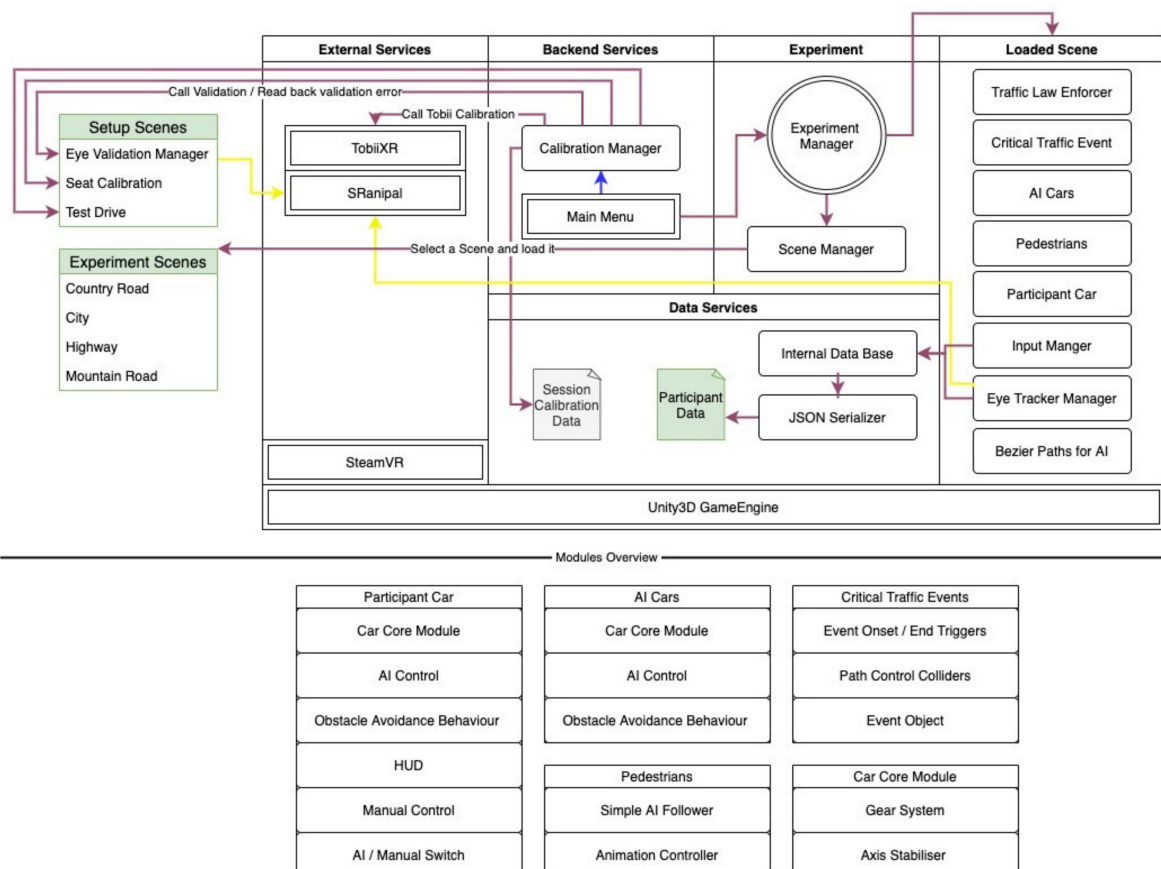 External Services
Backend Services
Experiment
Loaded Scene
Call Validation / Read back validation error
Call Tobii Calibration
Setup Scenes
Eye Validation Manager
Seat Calibration
Test Drive
TobiiXR
SRanipal
Calibration Manager
Main Menu
Experiment
Manager
Scene Manager
Select a Scene and load it
Experiment Scenes
Country Road
City
Highway
Mountain Road
Data Services
Internal Data Base
JSON Serializer
Session
Calibration
Data
Participant
Data
Traffic Law Enforcer
Critical Traffic Event
AI Cars
Pedestrians
Participant Car
Input Manger
Eye Tracker Manager
Bezier Paths for AI
SteamVR
Unity3D GameEngine
Modules Overview
Participant Car
Car Core Module
AI Control
Obstacle Avoidance Behaviour
HUD
Manual Control
AI / Manual Switch
AI Cars
Car Core Module
AI Control
Obstacle Avoidance Behaviour
Pedestrians
Simple AI Follower
Animation Controller
Critical Traffic Events
Event Onset / End Triggers
Path Control Colliders
Event Object
Car Core Module
Gear System
Axis Stabiliser